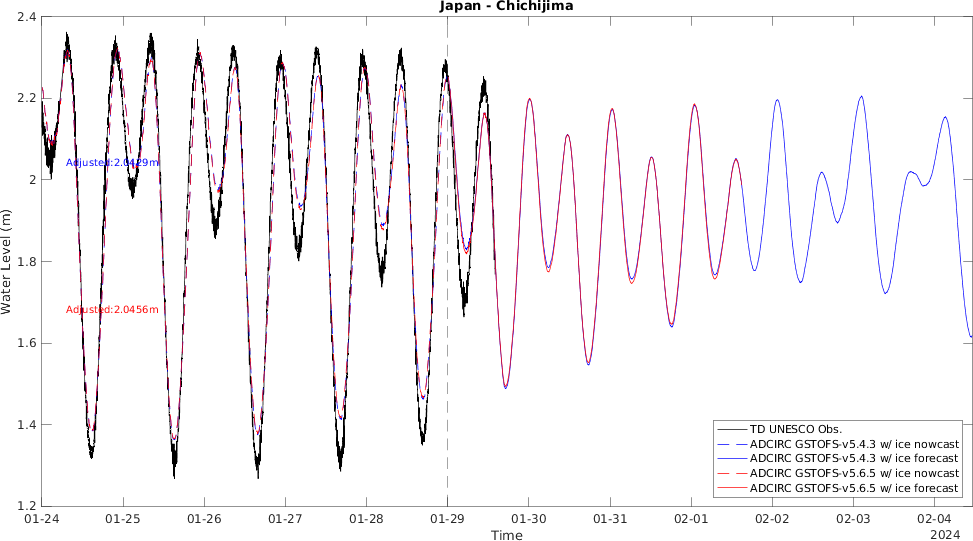 Japan - Chichijima
2.4
2.2
2
1.8
1.6
1.4
1.2
Water Level (m)
Adjusted:2.0429m
Adjusted:2.0456m
TD UNESCO Obs.
ADCIRC GSTOFS-v5.4.3 w/ ice nowcast
ADCIRC GSTOFS-v5.4.3 w/ ice forecast
ADCIRC GSTOFS-v5.6.5 w/ ice nowcast
ADCIRC GSTOFS-v5.6.5 w/ ice forecast
01-24 01-25 01-26 01-27 01-28 01-29 01-30 01-31 02-01 02-02 02-03 02-04
Time
2024